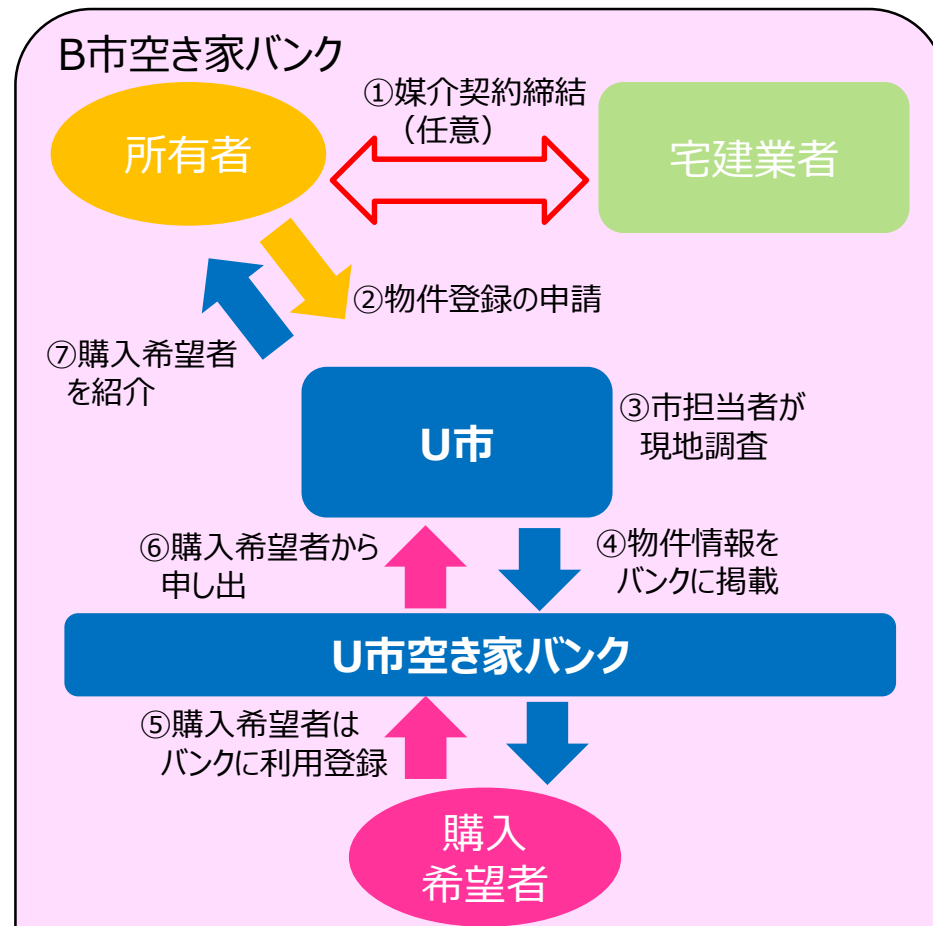 B市空き家バンク
①媒介契約締結
（任意）
所有者
宅建業者
②物件登録の申請
⑦購入希望者
を紹介
U市
③市担当者が
現地調査
⑥購入希望者から
申し出
④物件情報を
バンクに掲載
U市空き家バンク
⑤購入希望者は
バンクに利用登録
購入
希望者